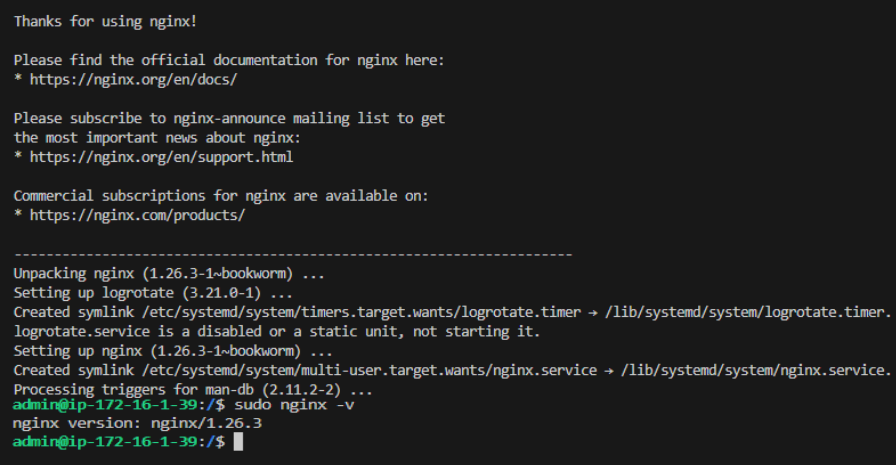 Thanks for using nginx!
Please find the official documentation for nginx here:
* https://nginx.org/en/docs/
Please subscribe to nginx-announce mailing list to get
the most important news about nginx:
* https://nginx.org/en/support.html
Commercial subscriptions for nginx are available on:
* https://nginx.com/products/
----------------------------------------------------------------------
Unpacking nginx (1.26.3-1~bookworm) ...
Setting up logrotate (3.21.0-1) ...
Created symlink /etc/systemd/system/timers.target.wants/logrotate.timer → /lib/systemd/system/logrotate.timer.
logrotate.service is a disabled or a static unit, not starting it.
Setting up nginx (1.26.3-1~bookworm) ...
Created symlink /etc/systemd/system/multi-user.target.wants/nginx.service → /lib/systemd/system/nginx.service.
Processing triggers for man-db (2.11.2-2) ...
admin@ip-172-16-1-39:/$ sudo nginx -v
nginx version: nginx/1.26.3
admin@ip-172-16-1-39:/$